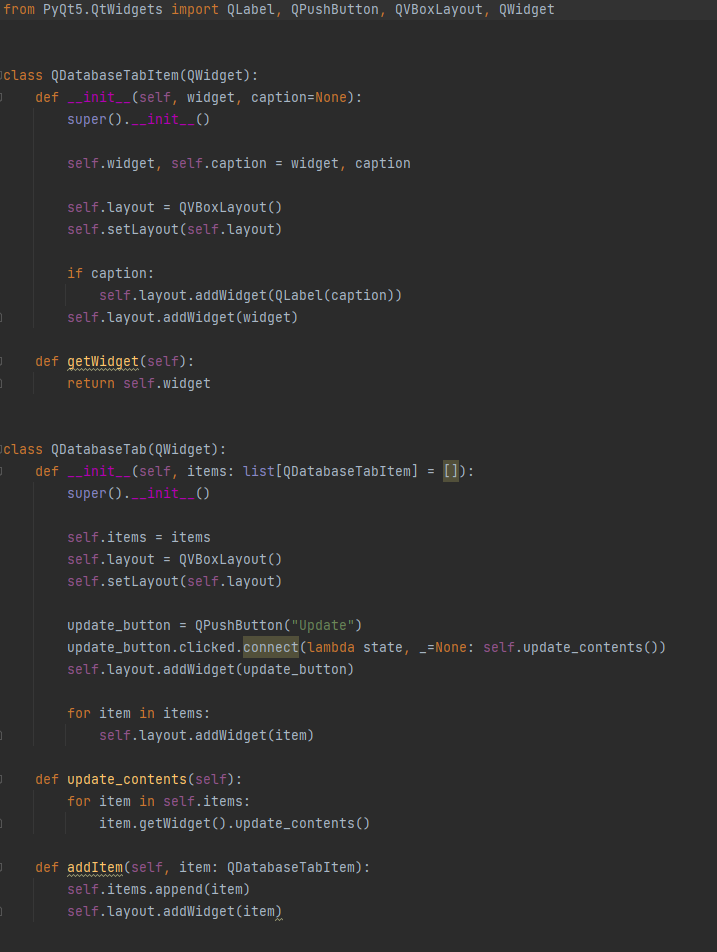 from PyQt5.QtWidgets import QLabel, QPushButton, QVBoxLayout, QWidget
class QDatabaseTabItem(QWidget):
    def __init__(self, widget, caption=None):
        super().__init__()
        self.widget, self.caption = widget, caption
        self.layout = QVBoxLayout()
        self.setLayout(self.layout)
        if caption:
            self.layout.addWidget(QLabel(caption))
        self.layout.addWidget(widget)
    def getWidget(self):
        return self.widget
class QDatabaseTab(QWidget):
    def __init__(self, items: list[QDatabaseTabItem] = []):
        super().__init__()
        self.items = items
        self.layout = QVBoxLayout()
        self.setLayout(self.layout)
        update_button = QPushButton("Update")
        update_button.clicked.connect(lambda state, _=None: self.update_contents())
        self.layout.addWidget(update_button)
        for item in items:
            self.layout.addWidget(item)
    def update_contents(self):
        for item in self.items:
            item.getWidget().update_contents()
    def addItem(self, item: QDatabaseTabItem):
        self.items.append(item)
        self.layout.addWidget(item)